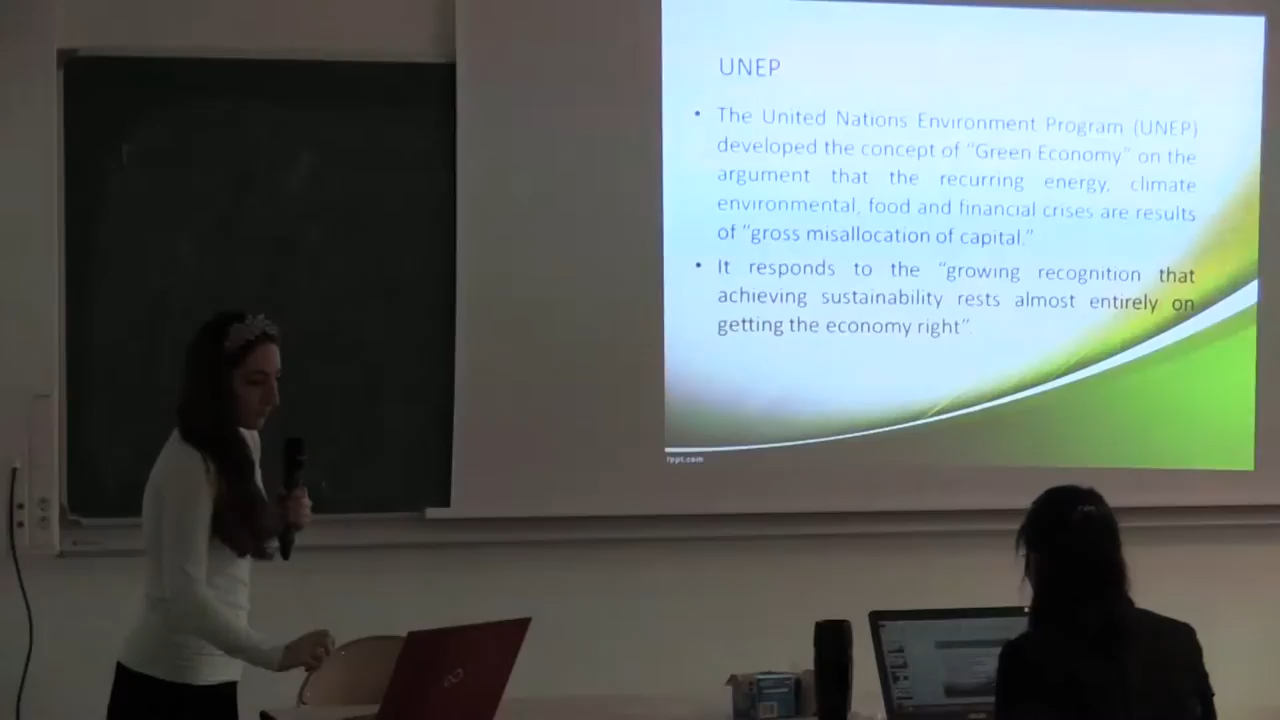 UNEP
• The United Nations Environment Program (UNEP)
developed the concept of “Green Economy” on the
argument that the recurring energy, climate
environmental, food and financial crises are results
of “gross misallocation of capital.”
• It responds to the “growing recognition that
achieving sustainability rests almost entirely on
getting the economy right”.
fppt.com